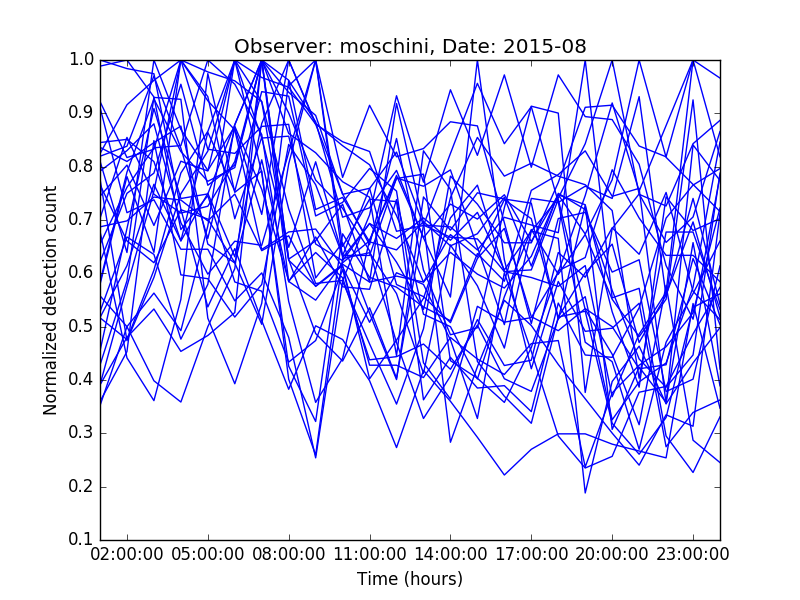 Observer: moschini, Date: 2015-08
1.0
0.9
0.8
0.7
0.6
0.5
0.4
0.3
0.2
0.1
Normalized detection count
02:00:00 05:00:00 08:00:00 11:00:00 14:00:00 17:00:00 20:00:00 23:00:00
Time (hours)